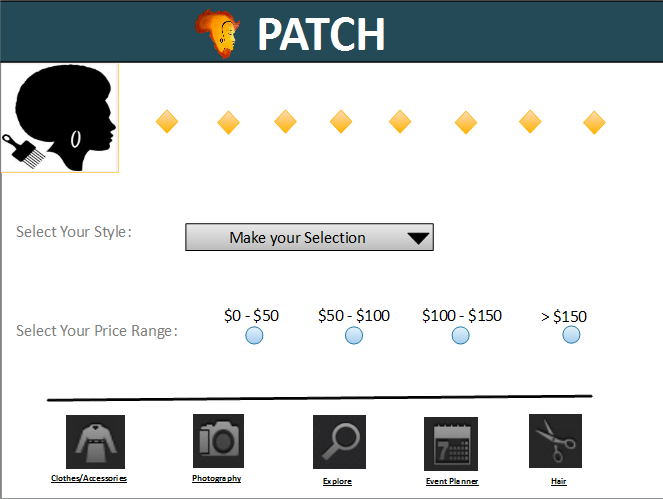 PATCH
Select Your Style:
Make your Selection
$0 - $50
$50 - $100
$100 - $150
> $150
Select Your Price Range:
7
Clothes/Accessories
Photography
Explore
Event Planner
Hair